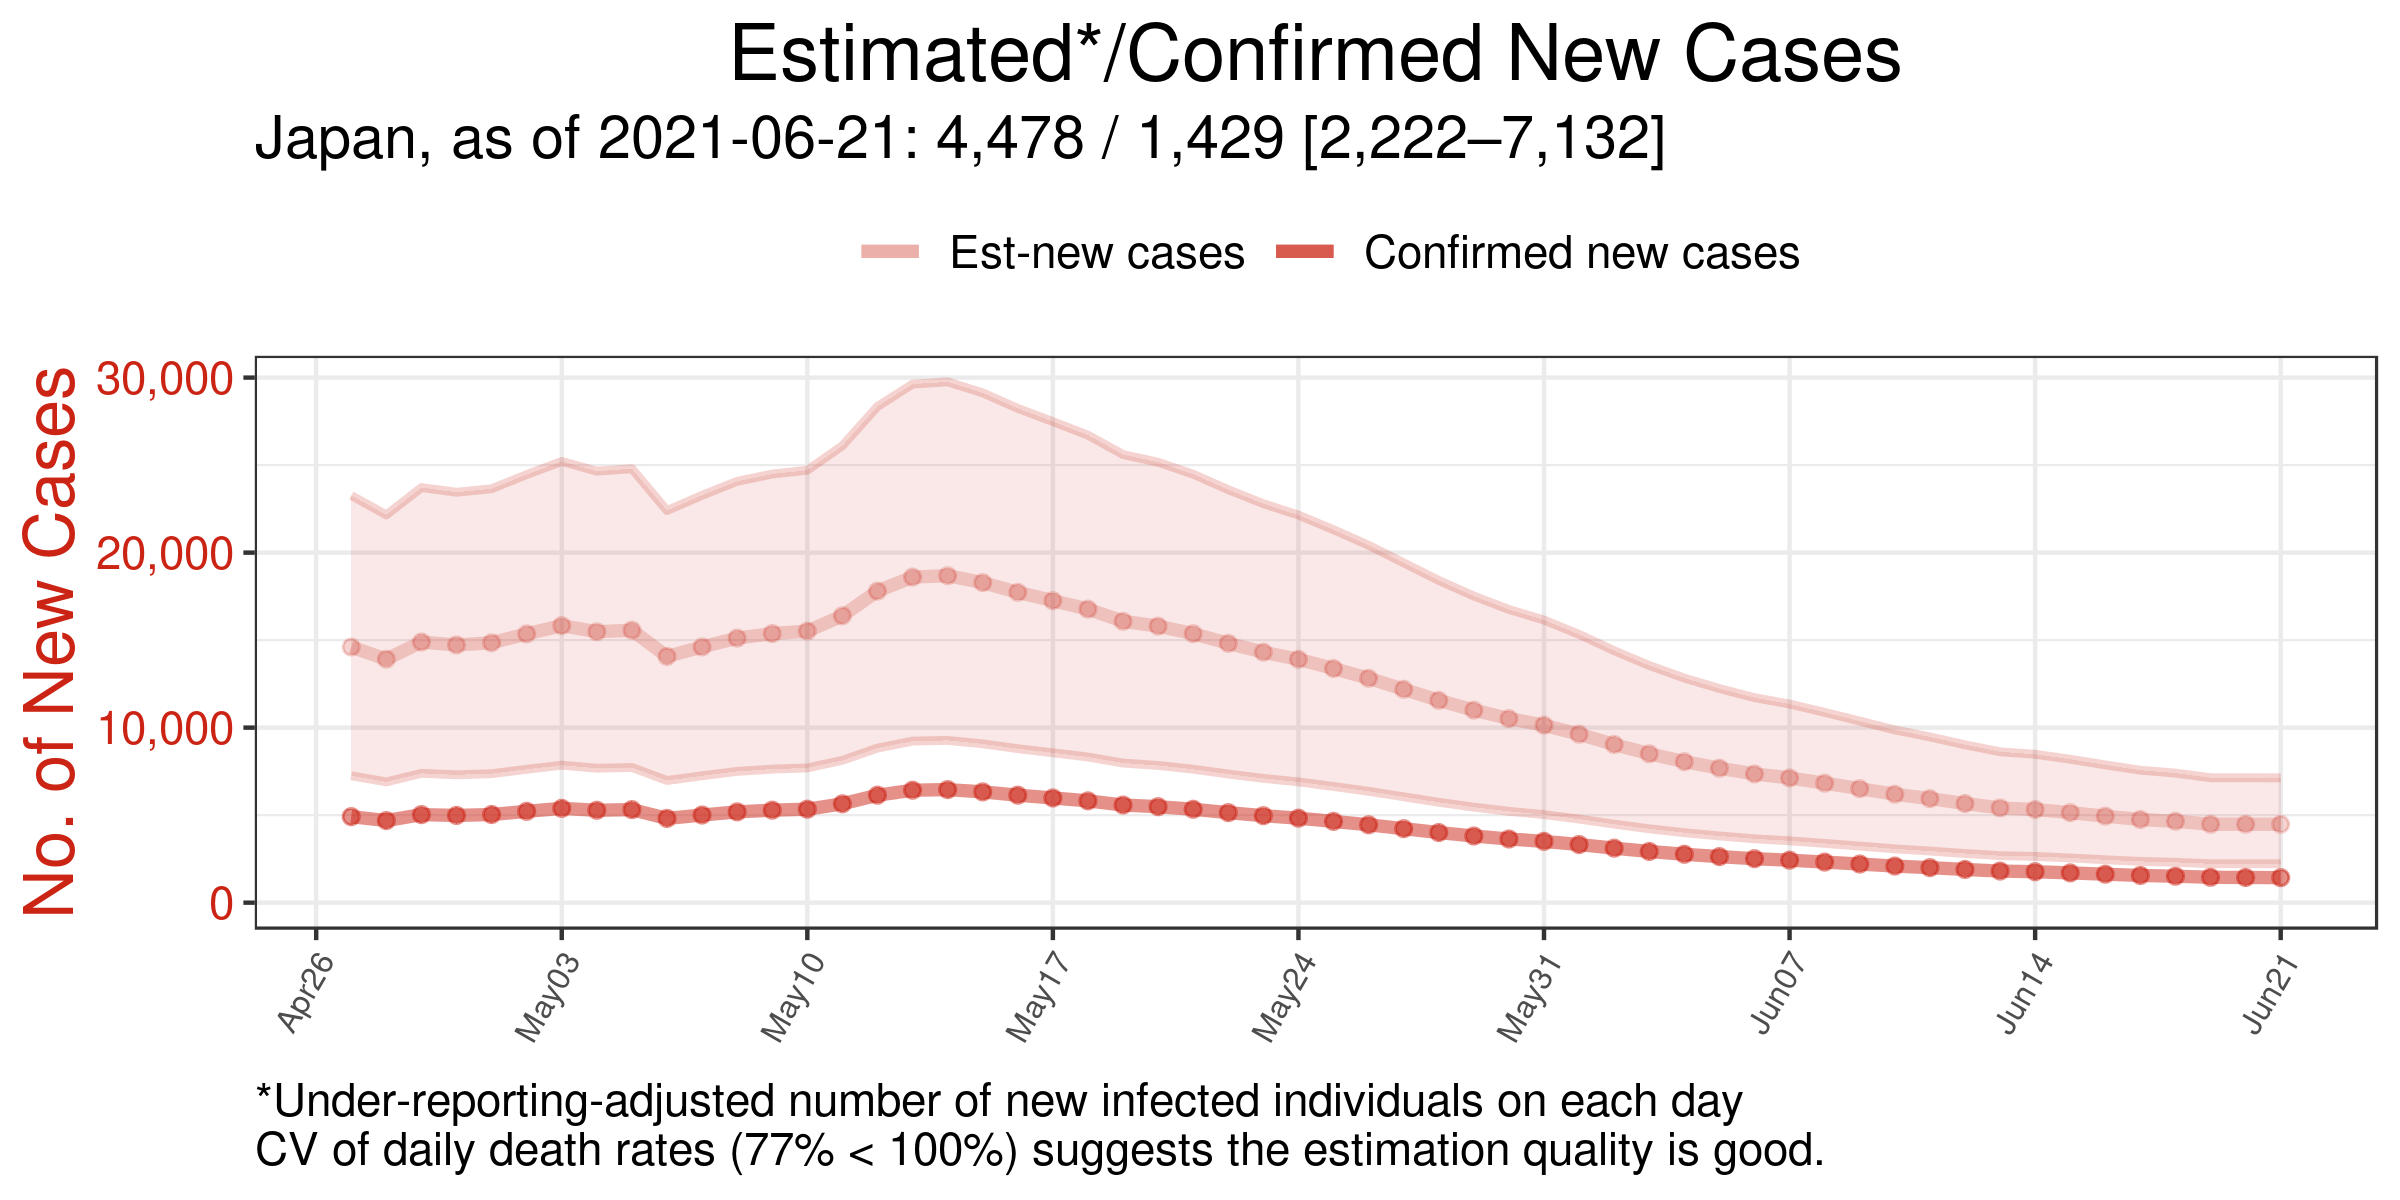 Estimated*/Confirmed New Cases
Japan, as of 2021-06-21: 4,478 / 1,429 [2,222–7,132]
Est-new cases
Confirmed new cases
No. of New Cases
30,000
20,000
10,000
0
Apr26
May03
May10
May17
May24
May31
Jun07
Jun14
Jun21
*Under-reporting-adjusted number of new infected individuals on each day
CV of daily death rates (77% < 100%) suggests the estimation quality is good.